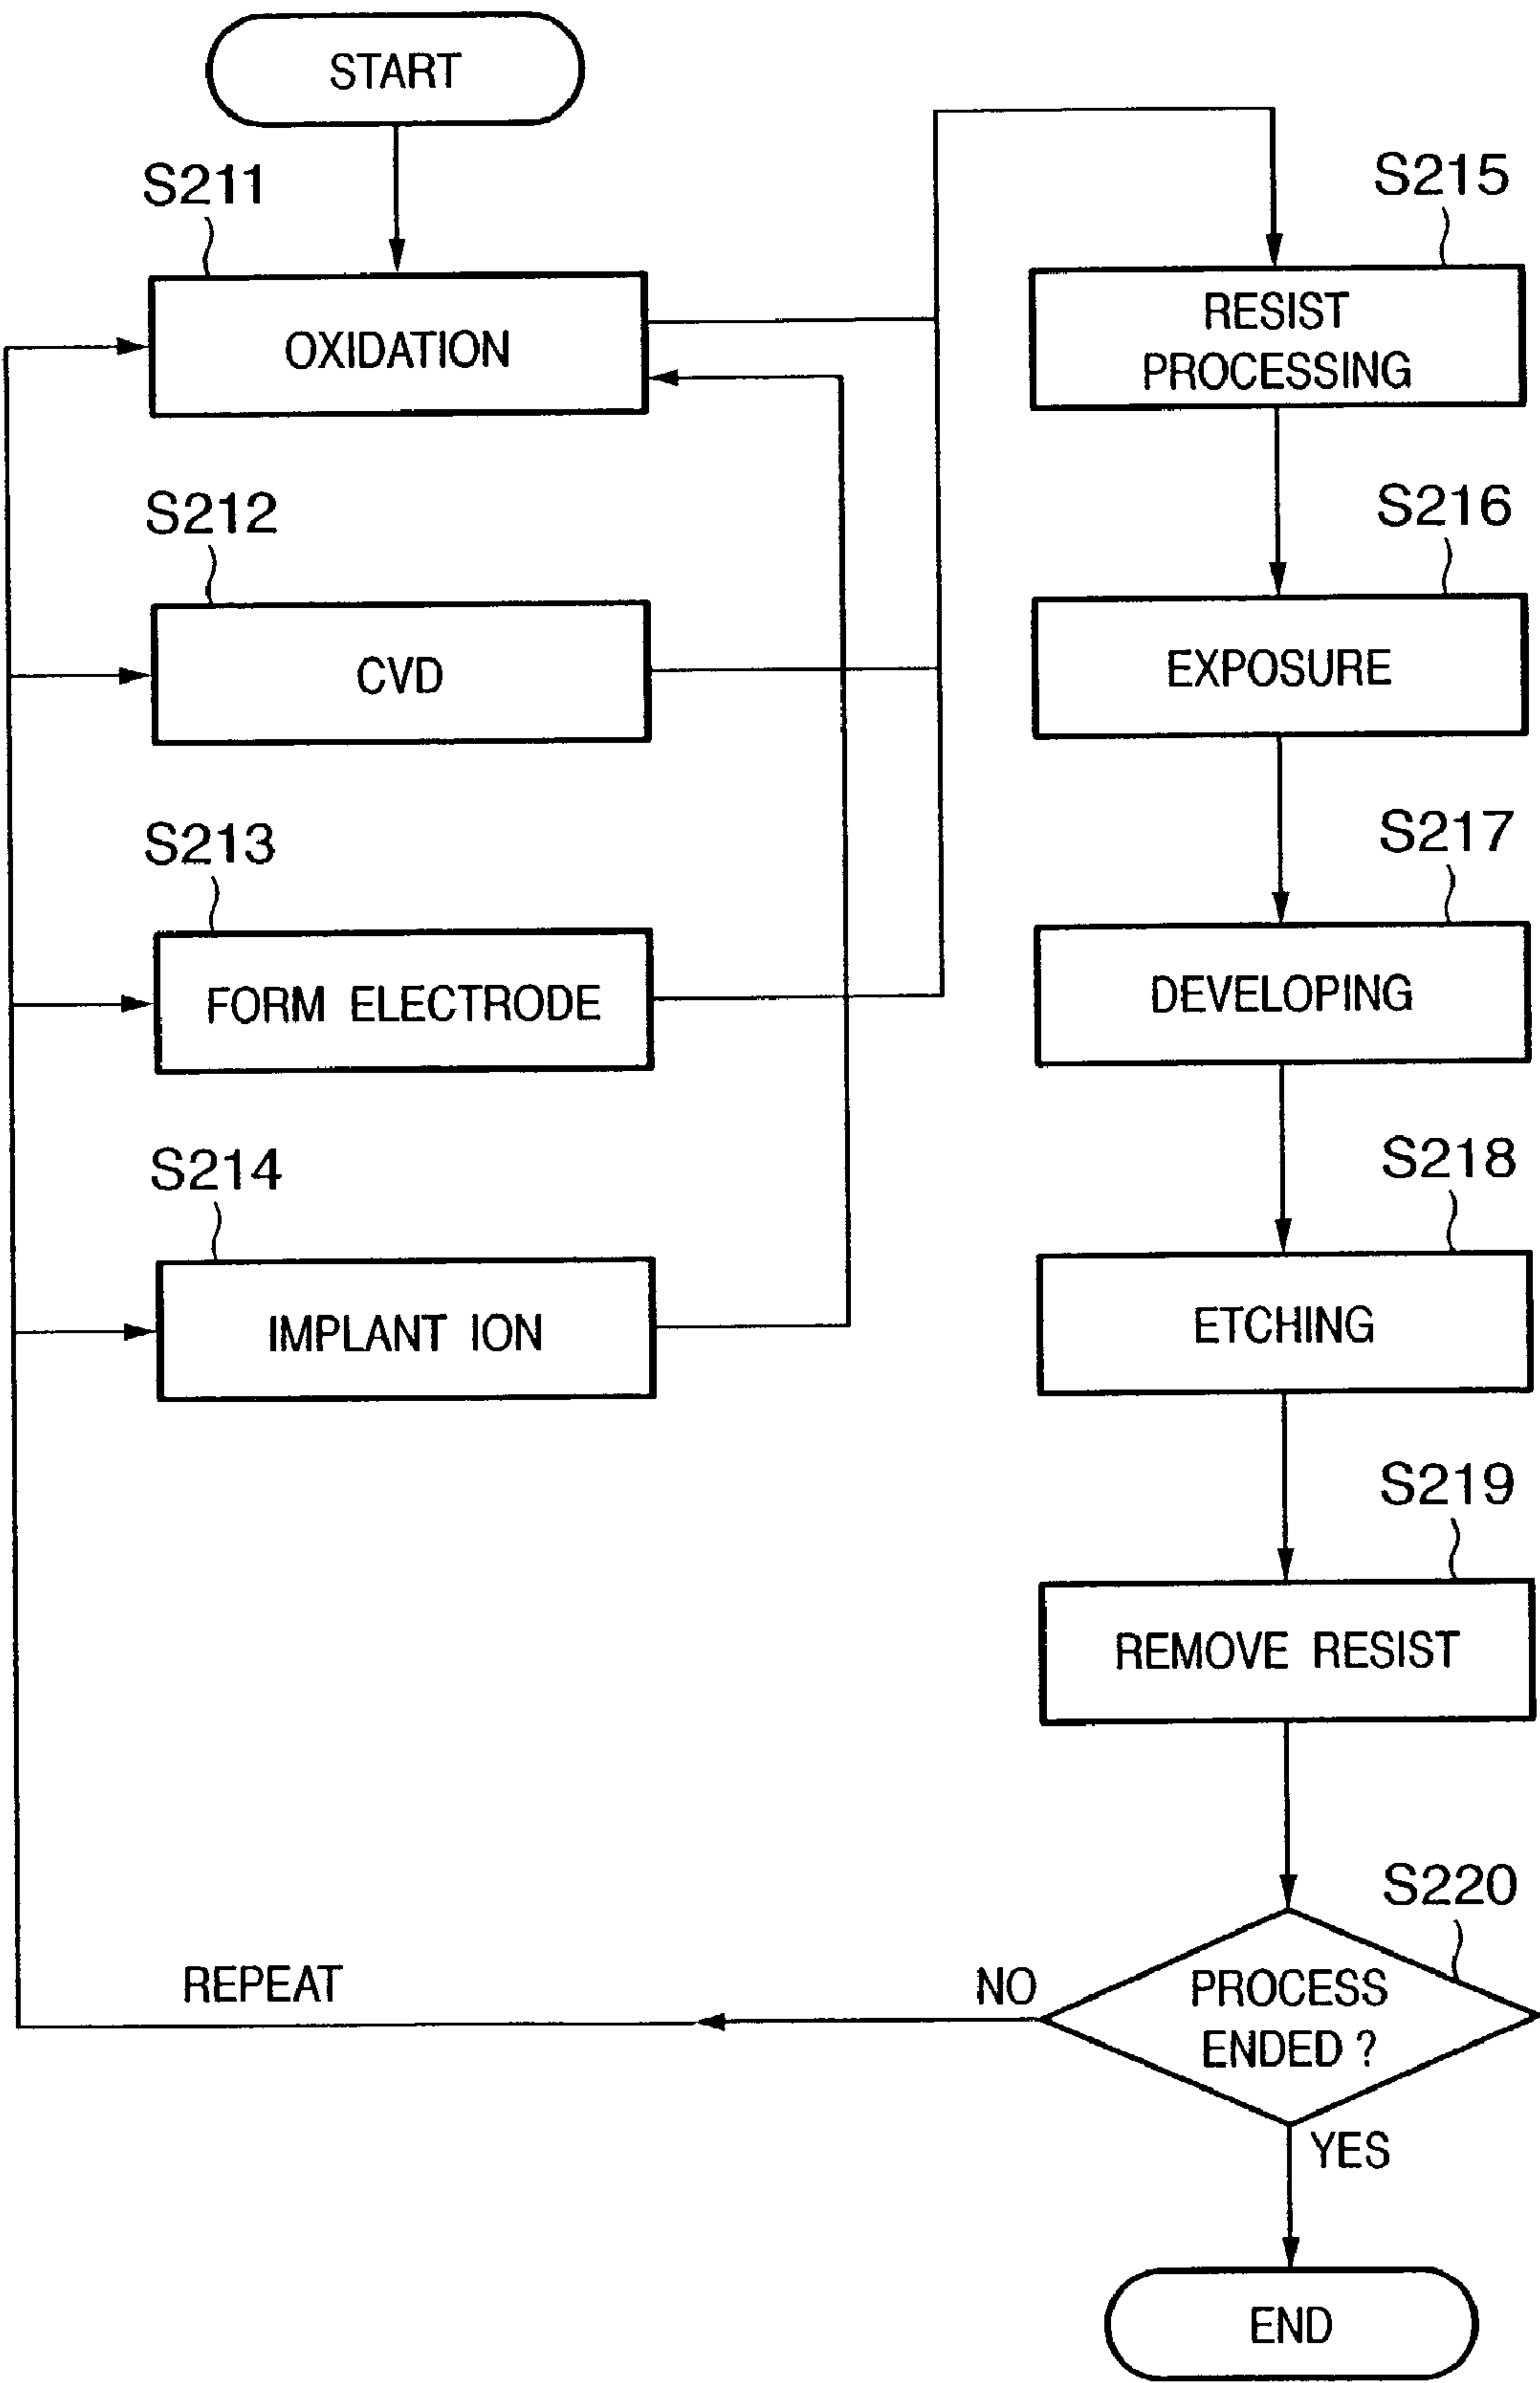 START
S211
OXIDATION
S212
CVD
S213
FORM ELECTRODE
S214
IMPLANT ION
S215
RESIST
PROCESSING
S216
EXPOSURE
S217
DEVELOPING
S218
ETCHING
S219
REMOVE RESIST
S220
PROCESS
ENDED ?
NO
REPEAT
YES
END